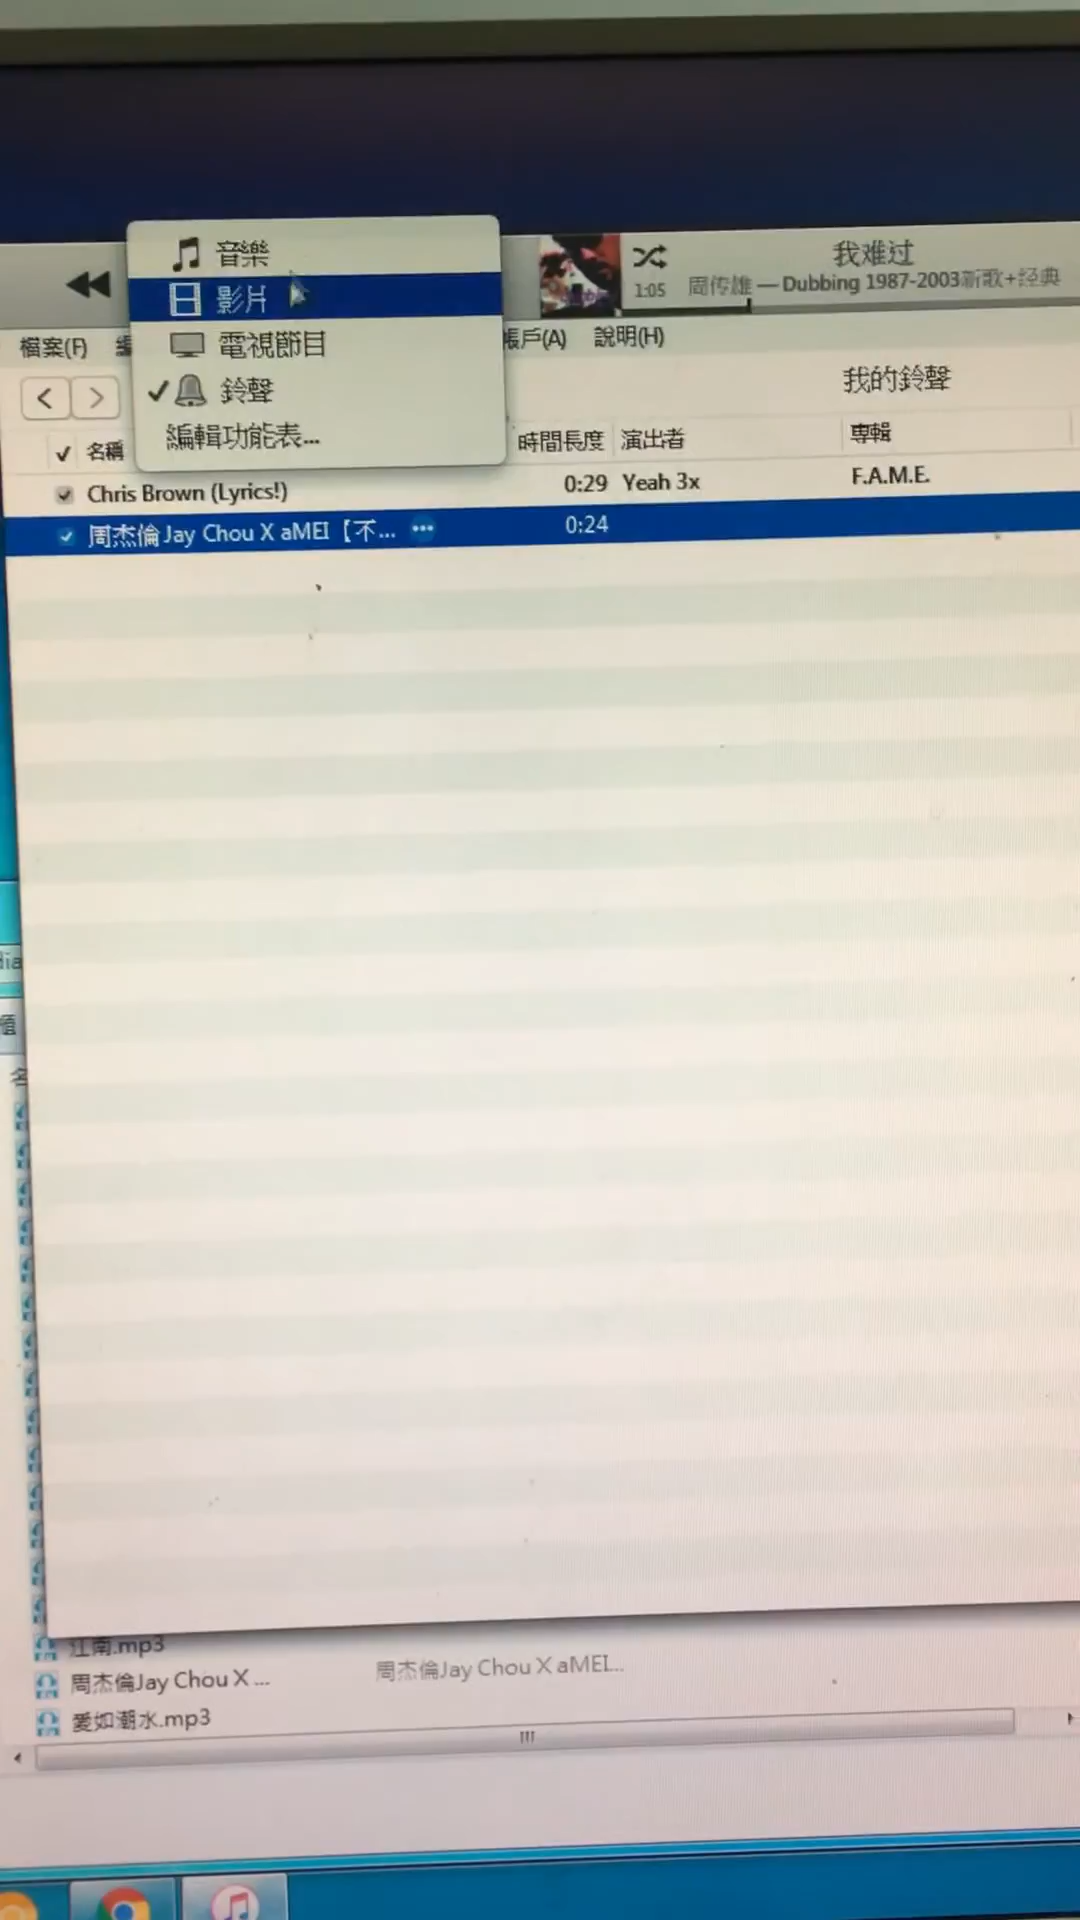 音樂
影片
電視節目
鈴聲
編輯功能表...
我难过
1:05
周传雄 — Dubbing 1987-2003新歌+经典
檔案(F)
帳戶(A) 說明(H)
我的鈴聲
名稱 時間長度 演出者 專輯
Chris Brown (Lyrics!) 0:29 Yeah 3x F.A.M.E.
周杰倫Jay Chou X aMEI【不... 0:24
江南.mp3
周杰倫Jay Chou X ... 周杰倫Jay Chou X aMEI...
愛如潮水.mp3